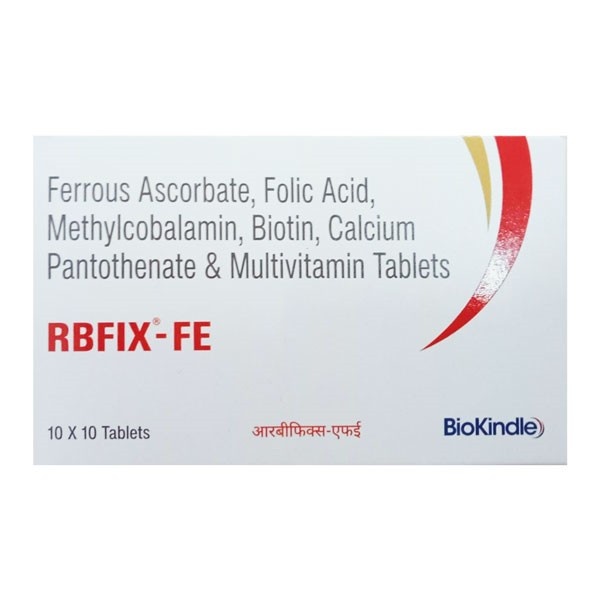 Ferrous Ascorbate, Folic Acid,
Methylcobalamin, Biotin, Calcium
Pantothenate & Multivitamin Tablets
RBFIX®-FE
10 X 10 Tablets
आरबीफिक्स-एफई
BioKindle